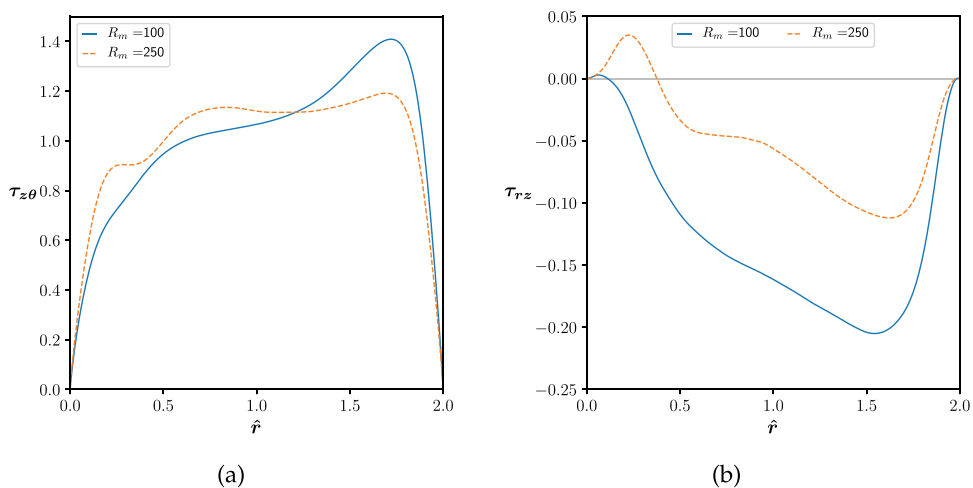 R_m =100
R_m =250
1.4
1.2
1.0
0.8
0.6
0.4
0.2
0.0
τ_zθ
0.0 0.5 1.0 1.5 2.0
r̂
(a)
R_m =100 R_m =250
0.05
0.00
−0.05
−0.10
−0.15
−0.20
−0.25
τ_rz
0.0 0.5 1.0 1.5 2.0
r̂
(b)